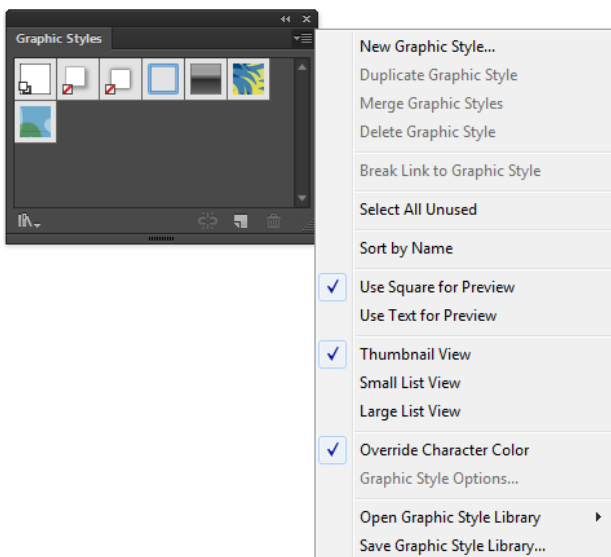 Graphic Styles
New Graphic Style...
Duplicate Graphic Style
Merge Graphic Styles
Delete Graphic Style
Break Link to Graphic Style
Select All Unused
Sort by Name
Use Square for Preview
Use Text for Preview
Thumbnail View
Small List View
Large List View
Override Character Color
Graphic Style Options...
Open Graphic Style Library
Save Graphic Style Library...